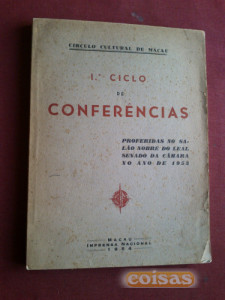 CIRCULO CULTURAL DE MACAU
I.º CICLO
DE
CONFERÊNCIAS
PROFERIDAS NO SA-
LÃO NOBRE DO LEAL
SENADO DA CÂMARA
NO ANO DE
MACAU
IMPRENSA NACIONAL
coisas